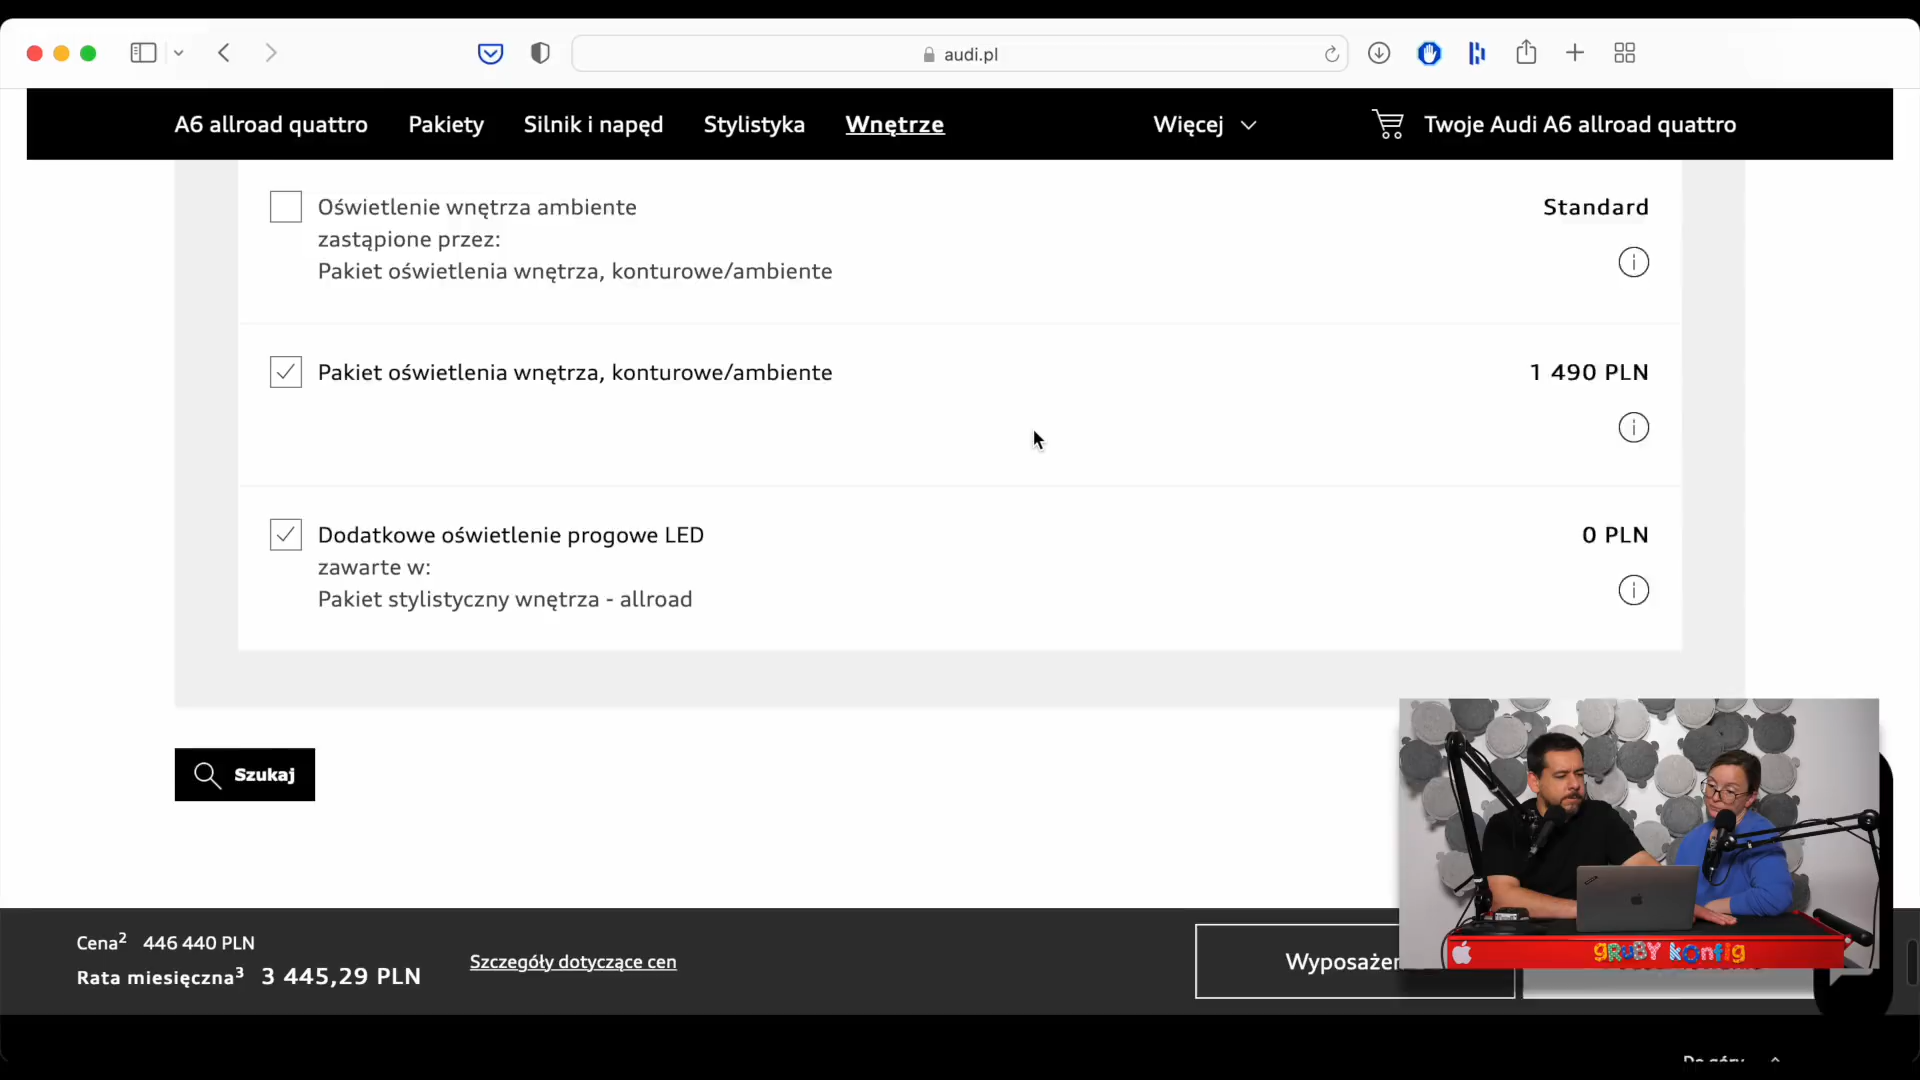 audi.pl
A6 allroad quattro
Pakiety
Silnik i napęd
Stylistyka
Wnętrze
Więcej
Twoje Audi A6 allroad quattro
Oświetlenie wnętrza ambiente
Standard
zastąpione przez:
Pakiet oświetlenia wnętrza, konturowe/ambiente
Pakiet oświetlenia wnętrza, konturowe/ambiente
1 490 PLN
Dodatkowe oświetlenie progowe LED
0 PLN
zawarte w:
Pakiet stylistyczny wnętrza - allroad
Szukaj
Cena² 446 440 PLN
Rata miesięczna³ 3 445,29 PLN
Szczegóły dotyczące cen
gRuBY kOnfig
Do góry